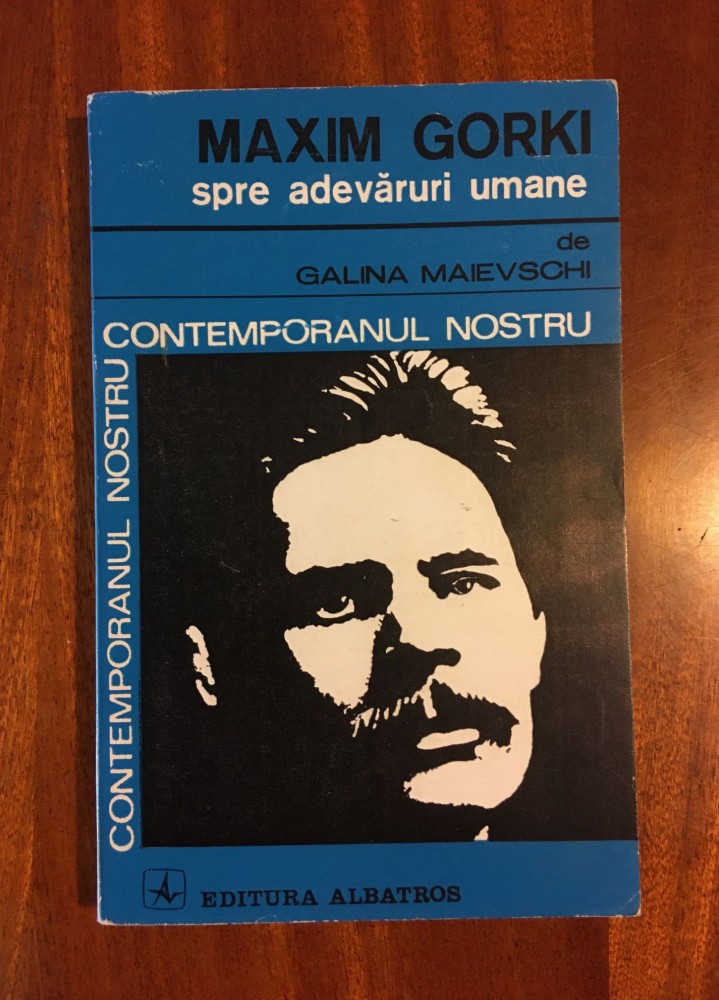 MAXIM GORKI
spre adevăruri umane
de
GALINA MAIEVSCHI
CONTEMPORANUL NOSTRU
CONTEMPORANUL NOSTRU
EDITURA ALBATROS